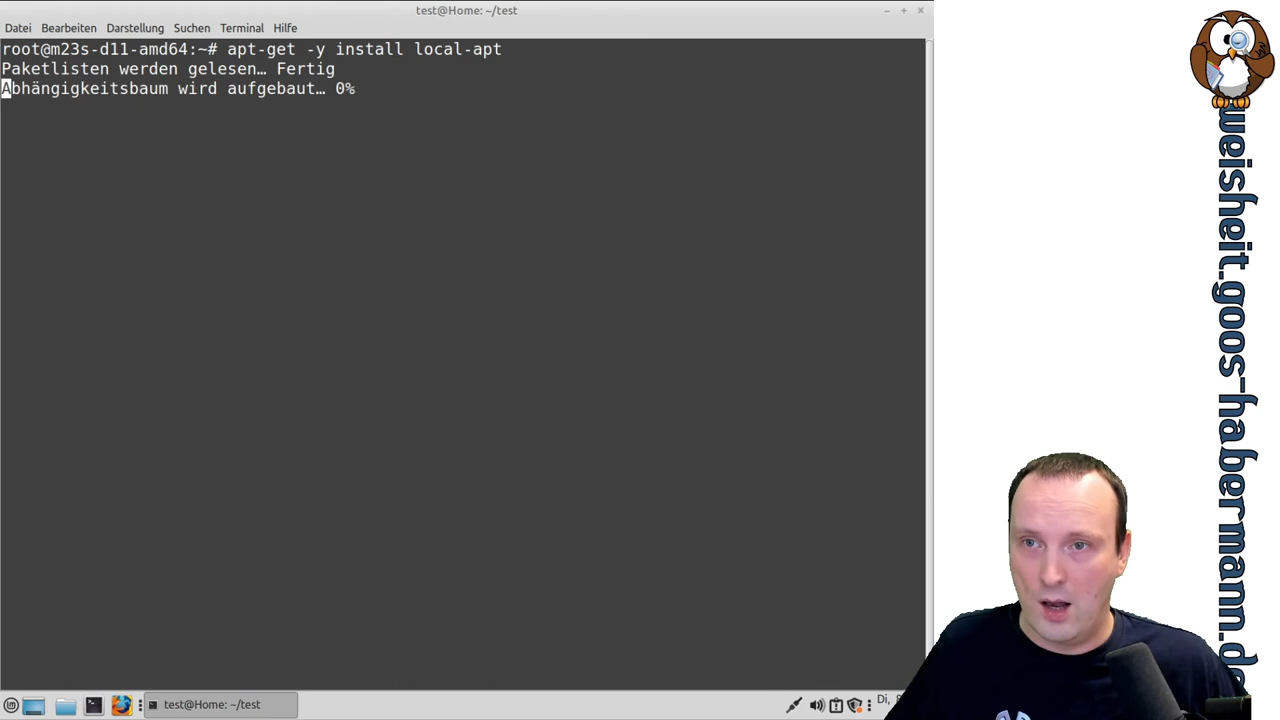 test@Home: ~/test
Datei Bearbeiten Darstellung Suchen Terminal Hilfe
root@m23s-d11-amd64:~# apt-get -y install local-apt
Paketlisten werden gelesen… Fertig
Abhängigkeitsbaum wird aufgebaut… 0%
test@Home: ~/test
Di,
weisheit.goos-habermann.de